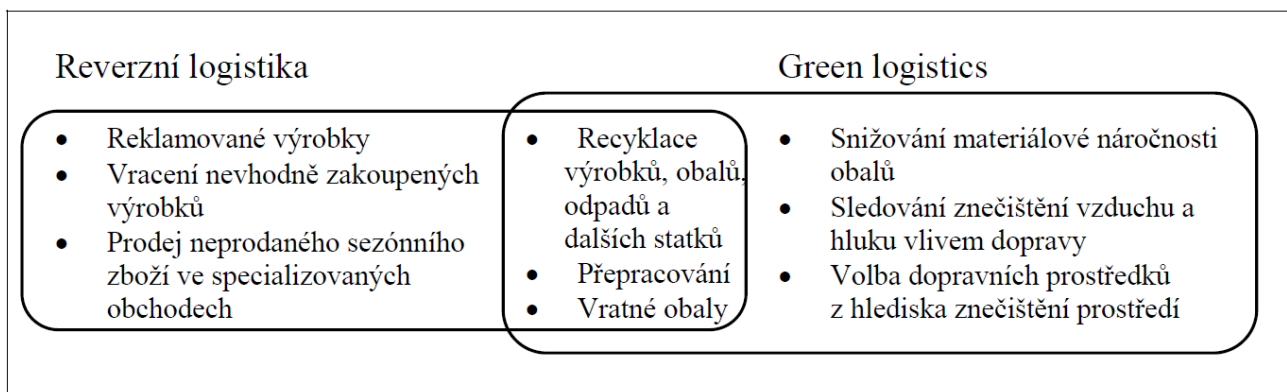 Reverzní logistika
Green logistics
• Reklamované výrobky
• Vracení nevhodně zakoupených
výrobků
• Prodej neprodaného sezónního
zboží ve specializovaných
obchodech
• Recyklace
výrobků, obalů,
odpadů a
dalších statků
• Přepracování
• Vratné obaly
• Snižování materiálové náročnosti
obalů
• Sledování znečištění vzduchu a
hluku vlivem dopravy
• Volba dopravních prostředků
z hlediska znečištění prostředí